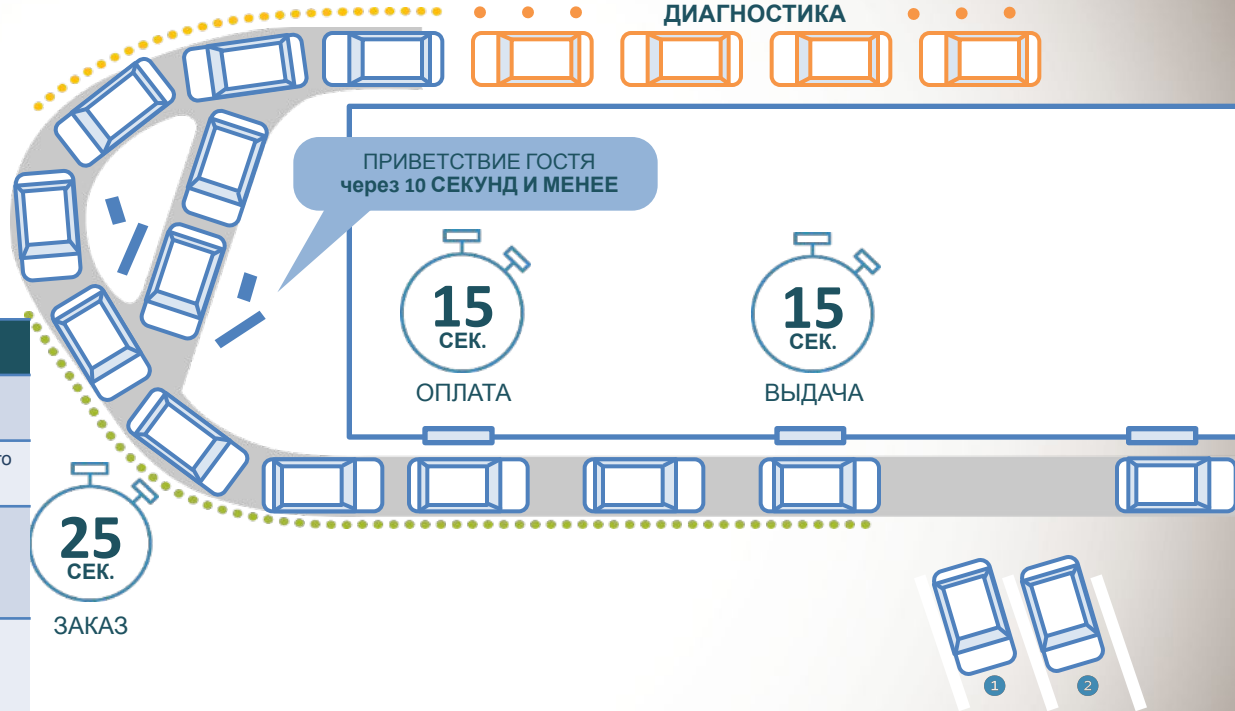 ДИАГНОСТИКА
ПРИВЕТСТВИЕ ГОСТЯ
через 10 СЕКУНД И МЕНЕЕ
15
СЕК.
ОПЛАТА
15
СЕК.
ВЫДАЧА
25
СЕК.
ЗАКАЗ
1
2